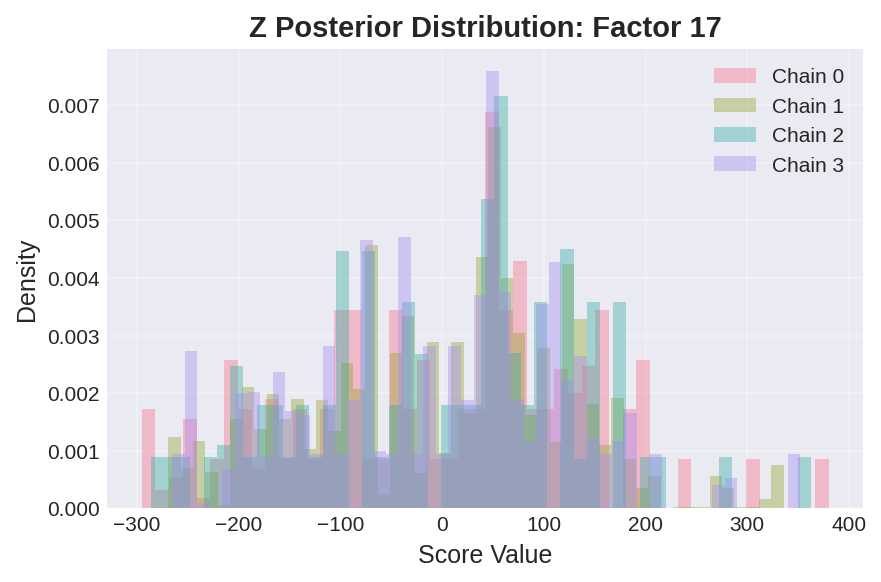 Z Posterior Distribution: Factor 17
Chain 0
Chain 1
Chain 2
Chain 3
0.007
0.006
0.005
0.004
0.003
0.002
0.001
0.000
Density
−300
−200
−100
0
100
200
300
400
Score Value